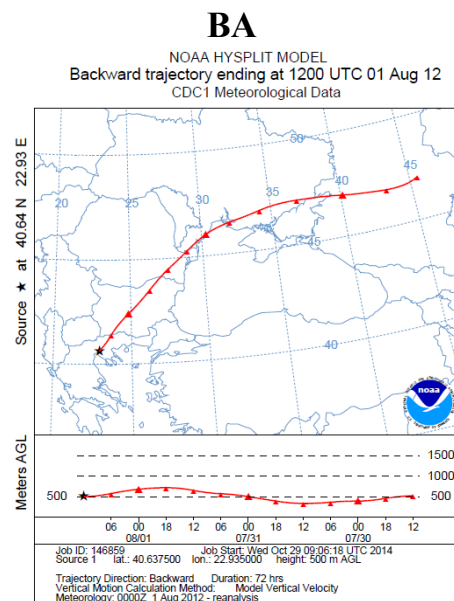 BA
NOAA HYSPLIT MODEL
Backward trajectory ending at 1200 UTC 01 Aug 12
CDC1 Meteorological Data
Source ★ at 40.64 N 22.93 E
20
25
30
35
40
45
50
45
40
noaa
Meters AGL
500
1500
1000
500
06 00 18 12 06 00 18 12 06 00 18 12
08/01 07/31 07/30
Job ID: 146859 Job Start: Wed Oct 29 09:06:18 UTC 2014
Source 1 lat.: 40.637500 lon.: 22.935000 height: 500 m AGL
Trajectory Direction: Backward Duration: 72 hrs
Vertical Motion Calculation Method: Model Vertical Velocity
Meteorology: 0000Z 1 Aug 2012 - reanalysis